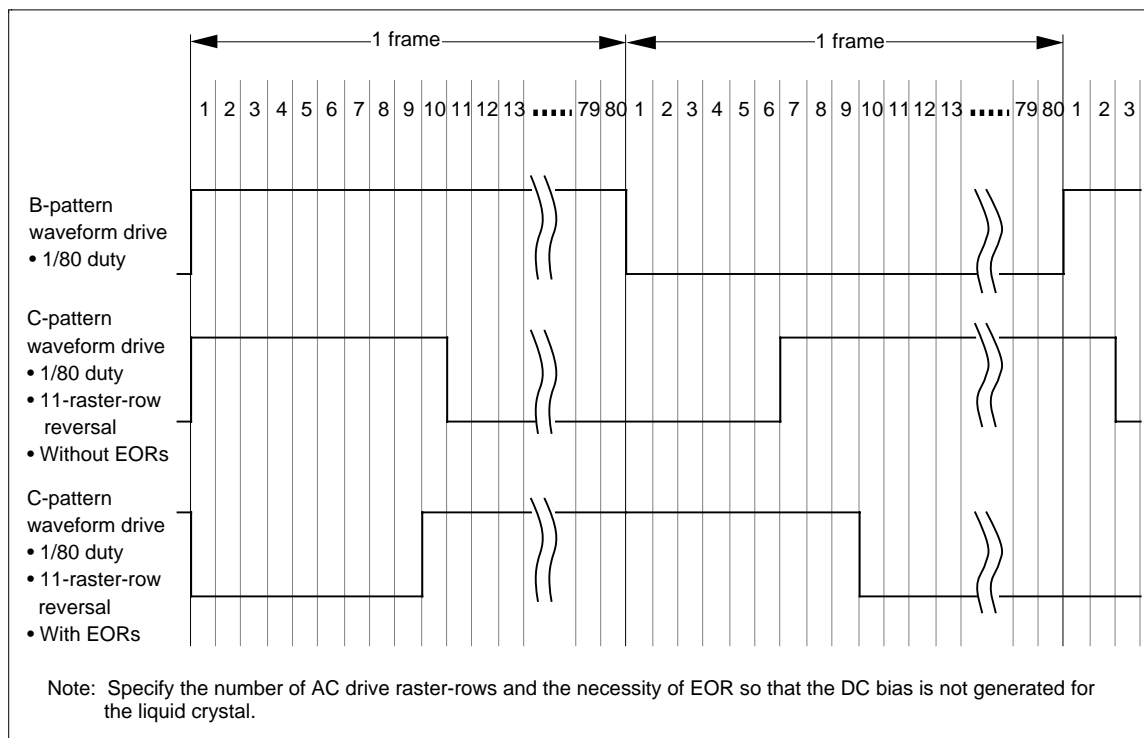 1 frame 1 frame
1 2 3 4 5 6 7 8 9 10 11 12 13 ...... 79 80 1 2 3 4 5 6 7 8 9 10 11 12 13 ...... 79 80 1 2 3
B-pattern
waveform drive
• 1/80 duty
C-pattern
waveform drive
• 1/80 duty
• 11-raster-row
reversal
• Without EORs
C-pattern
waveform drive
• 1/80 duty
• 11-raster-row
reversal
• With EORs
Note: Specify the number of AC drive raster-rows and the necessity of EOR so that the DC bias is not generated for
the liquid crystal.